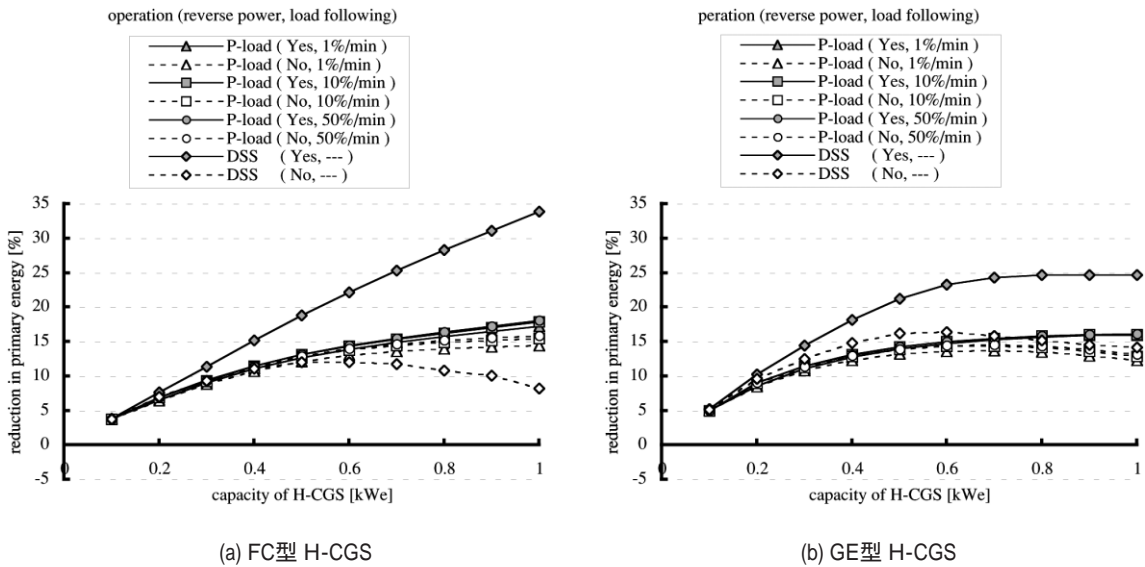 operation (reverse power, load following)
P-load ( Yes, 1%/min )
P-load ( No, 1%/min )
P-load ( Yes, 10%/min )
P-load ( No, 10%/min )
P-load ( Yes, 50%/min )
P-load ( No, 50%/min )
DSS ( Yes, --- )
DSS ( No, --- )
reduction in primary energy [%]
35
30
25
20
15
10
5
0
-5
0 0.2 0.4 0.6 0.8 1
capacity of H-CGS [kWe]
(a) FC型 H-CGS
peration (reverse power, load following)
P-load ( Yes, 1%/min )
P-load ( No, 1%/min )
P-load ( Yes, 10%/min )
P-load ( No, 10%/min )
P-load ( Yes, 50%/min )
P-load ( No, 50%/min )
DSS ( Yes, --- )
DSS ( No, --- )
reduction in primary energy [%]
35
30
25
20
15
10
5
0
-5
0 0.2 0.4 0.6 0.8 1
capacity of H-CGS [kWe]
(b) GE型 H-CGS